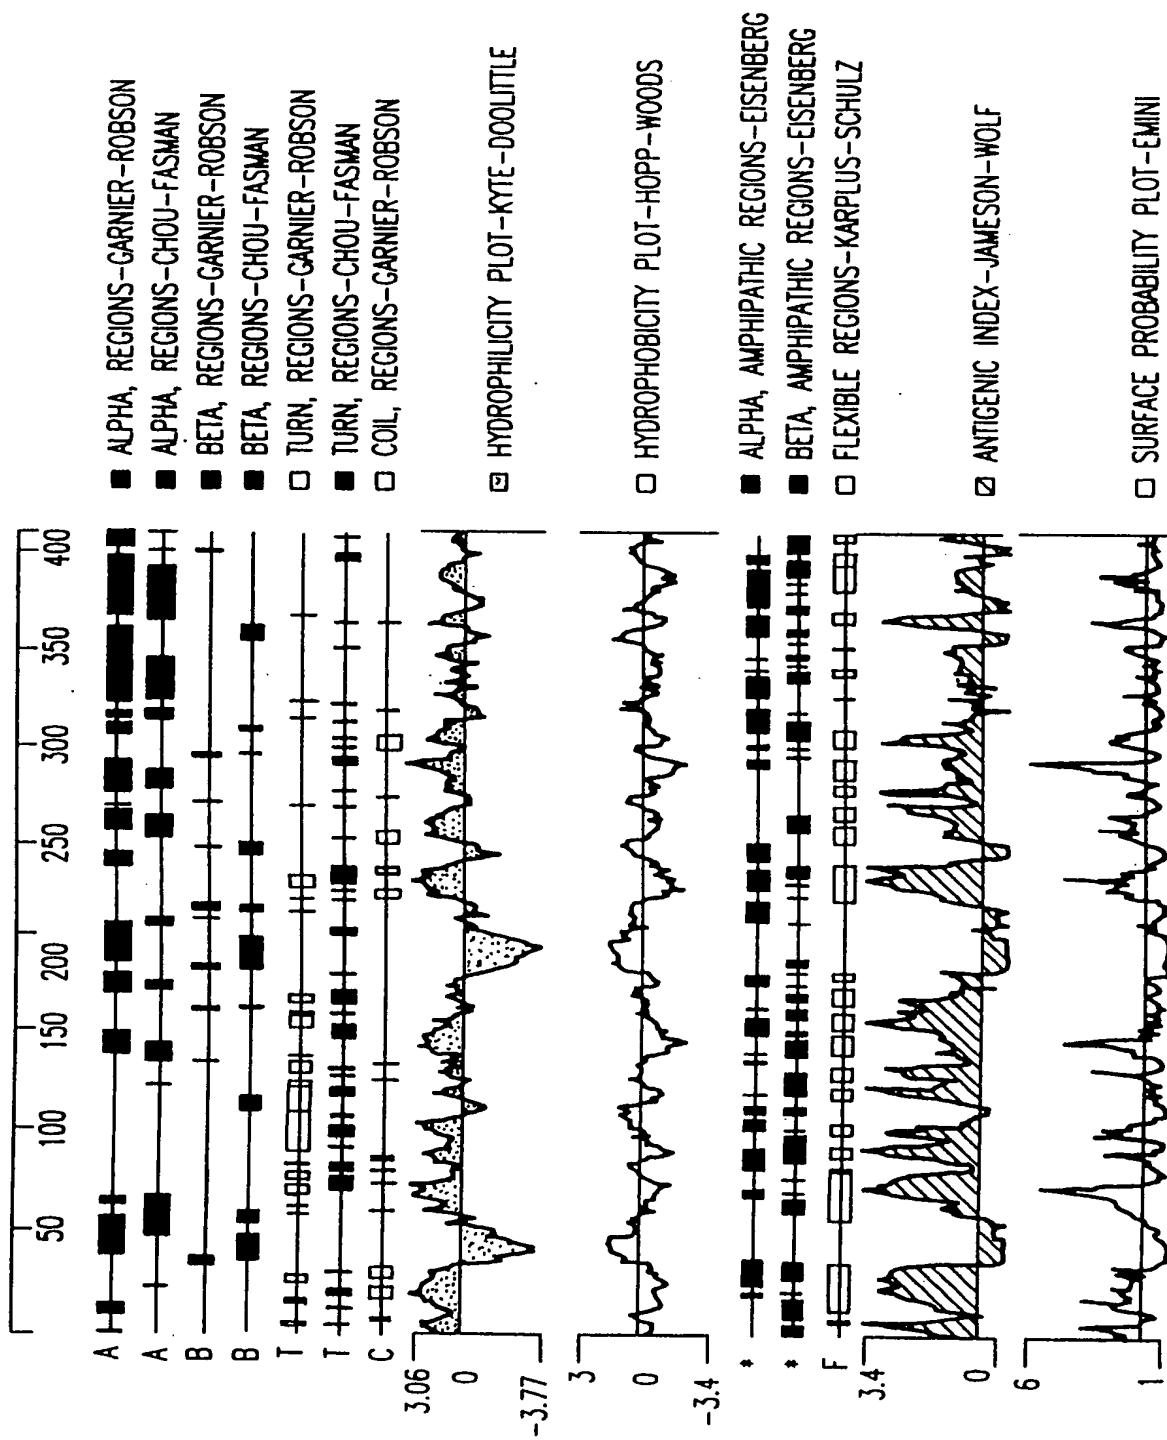 50 100 150 200 250 300 350 400
A ALPHA, REGIONS-GARNIER-ROBSON
A ALPHA, REGIONS-CHOU-FASMAN
B BETA, REGIONS-GARNIER-ROBSON
B BETA, REGIONS-CHOU-FASMAN
T TURN, REGIONS-GARNIER-ROBSON
T TURN, REGIONS-CHOU-FASMAN
C COIL, REGIONS-GARNIER-ROBSON
3.06
0 HYDROPHILICITY PLOT-KYTE-DOOLITTLE
-3.77
3
0 HYDROPHOBICITY PLOT-HOPP-WOODS
-3.4
* ALPHA, AMPHIPATHIC REGIONS-EISENBERG
* BETA, AMPHIPATHIC REGIONS-EISENBERG
F FLEXIBLE REGIONS-KARPLUS-SCHULZ
3.4
0 ANTIGENIC INDEX-JAMESON-WOLF
6
1 SURFACE PROBABILITY PLOT-EMINI